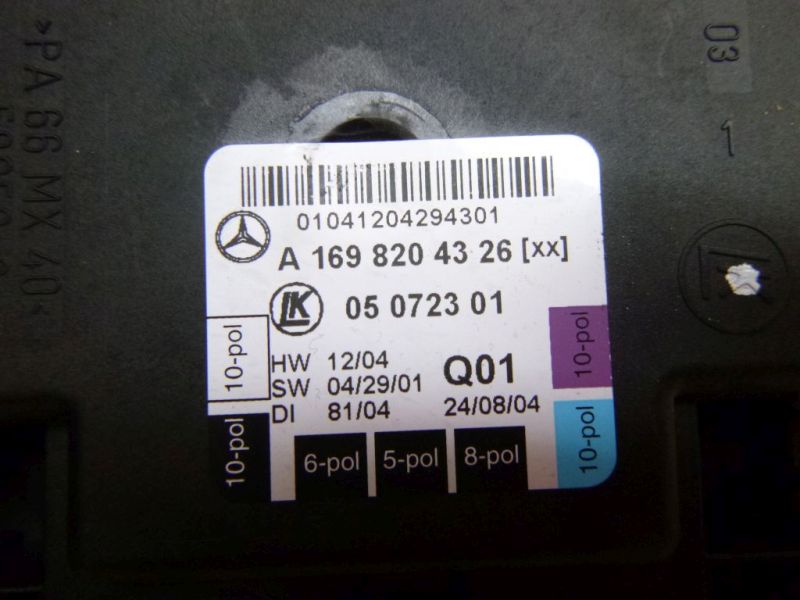 >PA 66 MX 40<
03
1
01041204294301
A 169 820 43 26 [xx]
LK
05 0723 01
HW 12/04
SW 04/29/01
DI 81/04
Q01
24/08/04
10-pol
10-pol
10-pol
10-pol
6-pol
5-pol
8-pol